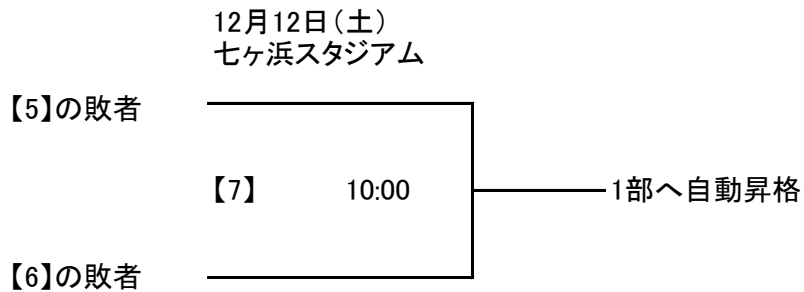 12月12日（土）
七ヶ浜スタジアム
【5】の敗者
【7】 10:00
1部へ自動昇格
【6】の敗者